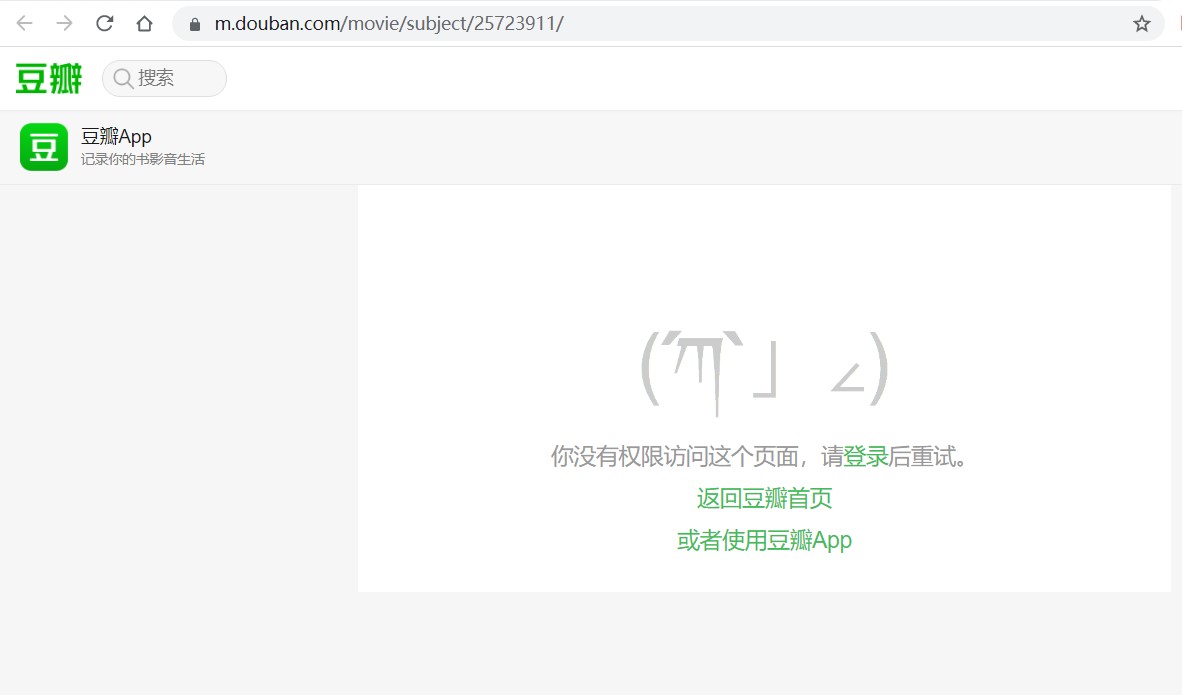 m.douban.com/movie/subject/25723911/
豆瓣
搜索
豆
豆瓣App
记录你的书影音生活
你没有权限访问这个页面，请登录后重试。
返回豆瓣首页
或者使用豆瓣App